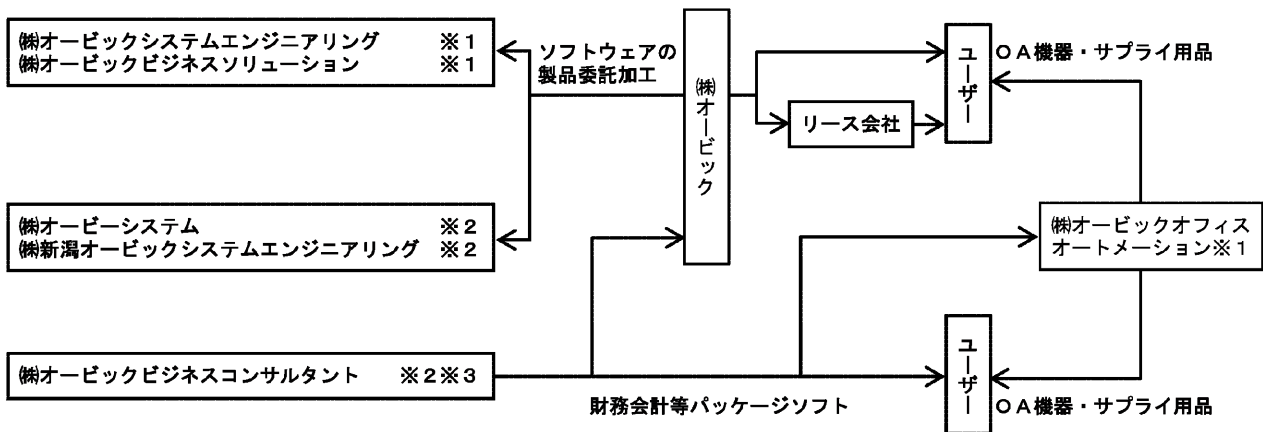 ㈱オービックシステムエンジニアリング ※１
㈱オービックビジネスソリューション ※１
ソフトウェアの
製品委託加工
㈱オービック
リース会社
ユーザー
ＯＡ機器・サプライ用品
㈱オービーシステム ※２
㈱新潟オービックシステムエンジニアリング ※２
㈱オービックオフィス
オートメーション※１
㈱オービックビジネスコンサルタント ※２※３
財務会計等パッケージソフト
ユーザー
ＯＡ機器・サプライ用品